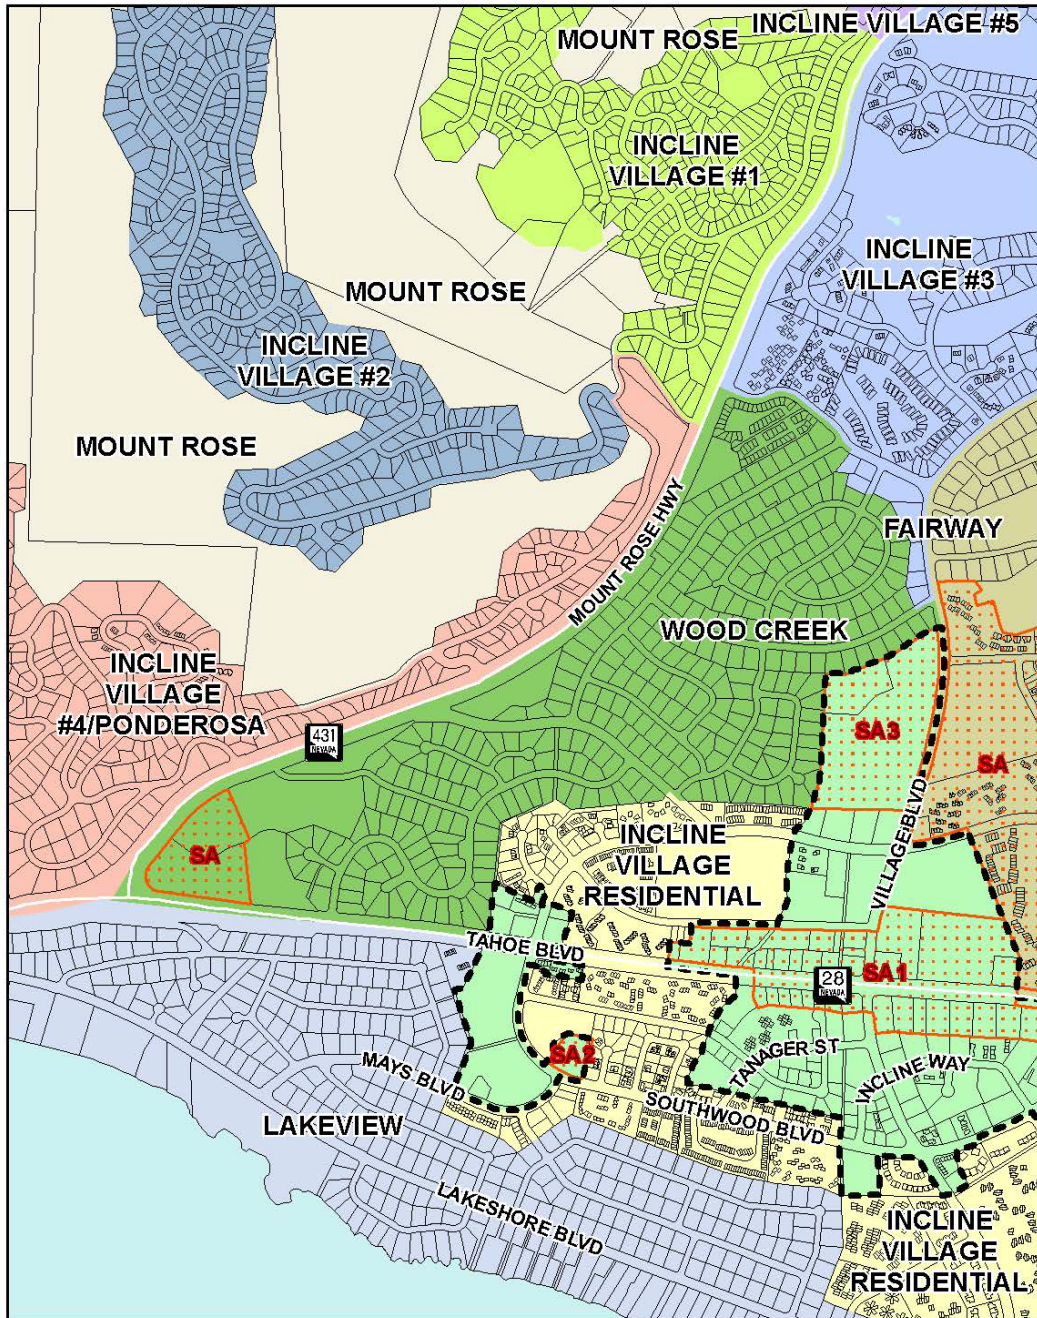 INCLINE VILLAGE #5
MOUNT ROSE
INCLINE
VILLAGE #1
INCLINE
VILLAGE #3
MOUNT ROSE
INCLINE
VILLAGE #2
MOUNT ROSE
MOUNT ROSE HWY
FAIRWAY
WOOD CREEK
INCLINE
VILLAGE
#4/PONDEROSA
431
NEVADA
SA3
SA
VILLAGE BLVD
SA
INCLINE
VILLAGE
RESIDENTIAL
TAHOE BLVD
28
NEVADA
SA1
SA2
TANAGER ST
INCLINE WAY
MAYS BLVD
SOUTHWOOD BLVD
LAKEVIEW
LAKESHORE BLVD
INCLINE
VILLAGE
RESIDENTIAL